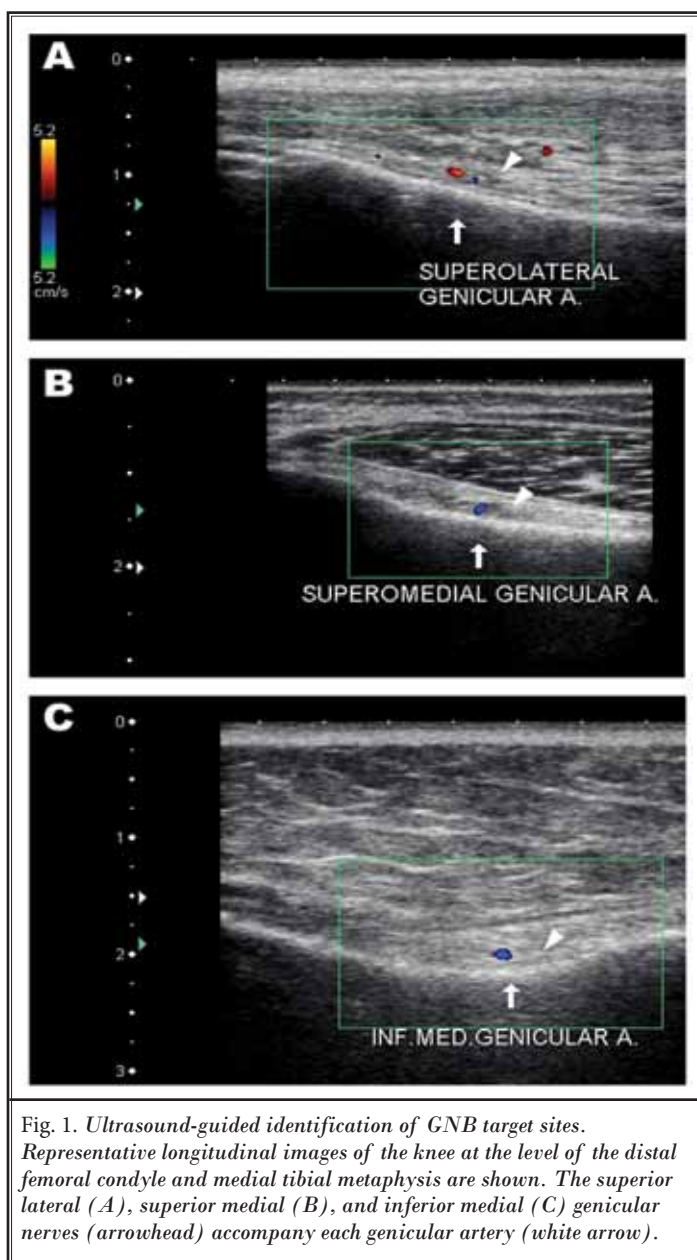 A
0
5.2
1
5.2
cm/s
2
SUPEROLATERAL
GENICULAR A.
B
0
2
SUPEROMEDIAL GENICULAR A.
C
0
1
2
INF.MED.GENICULAR A.
3
Fig. 1. Ultrasound-guided identification of GNB target sites.
Representative longitudinal images of the knee at the level of the distal
femoral condyle and medial tibial metaphysis are shown. The superior
lateral (A), superior medial (B), and inferior medial (C) genicular
nerves (arrowhead) accompany each genicular artery (white arrow).